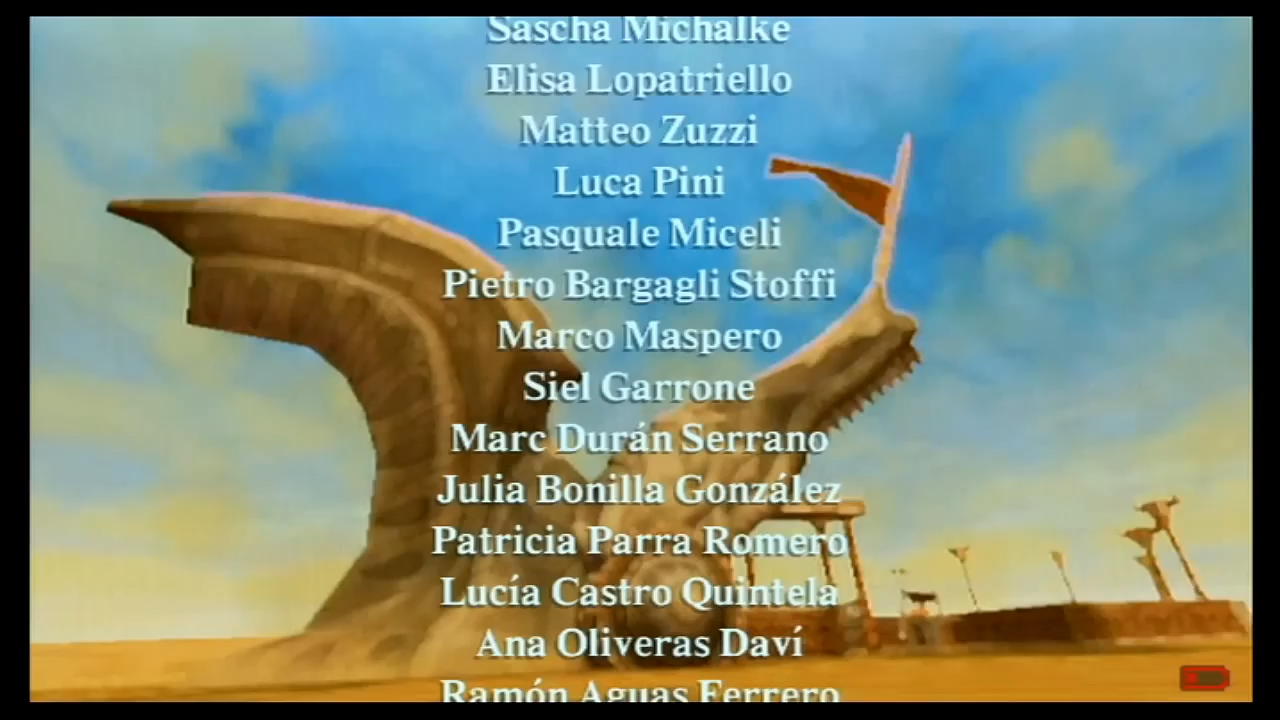 Sascha Michalke
Elisa Lopatriello
Matteo Zuzzi
Luca Pini
Pasquale Miceli
Pietro Bargagli Stoffi
Marco Maspero
Siel Garrone
Marc Durán Serrano
Julia Bonilla González
Patricia Parra Romero
Lucía Castro Quintela
Ana Oliveras Daví
Ramón Aguas Ferrero